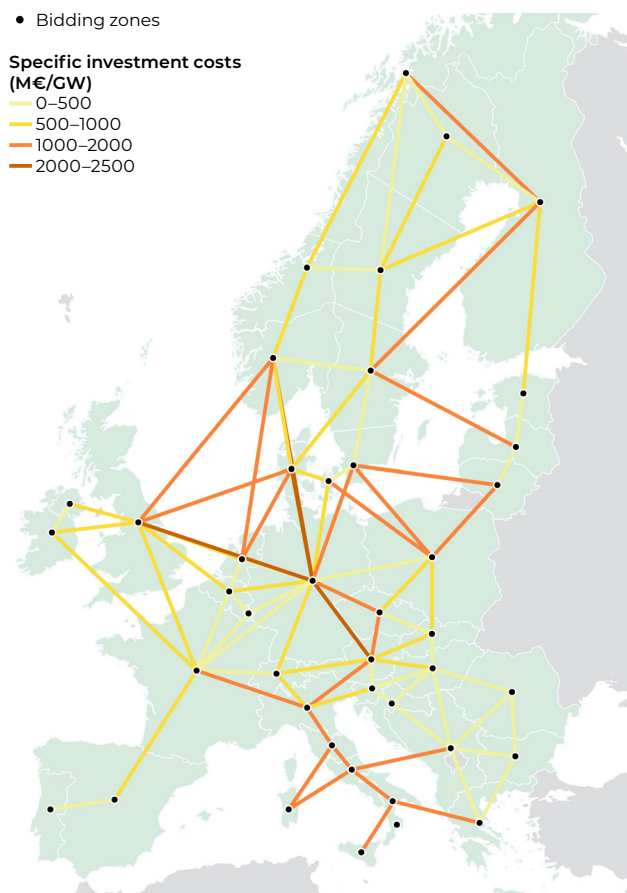 Bidding zones
Specific investment costs
(M€/GW)
0–500
500–1000
1000–2000
2000–2500